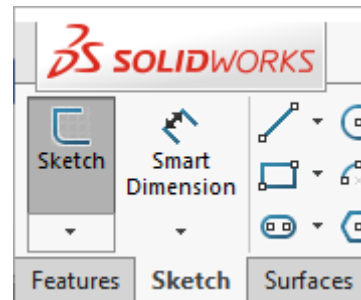 SOLIDWORKS
Sketch
Smart
Dimension
Features
Sketch
Surfaces